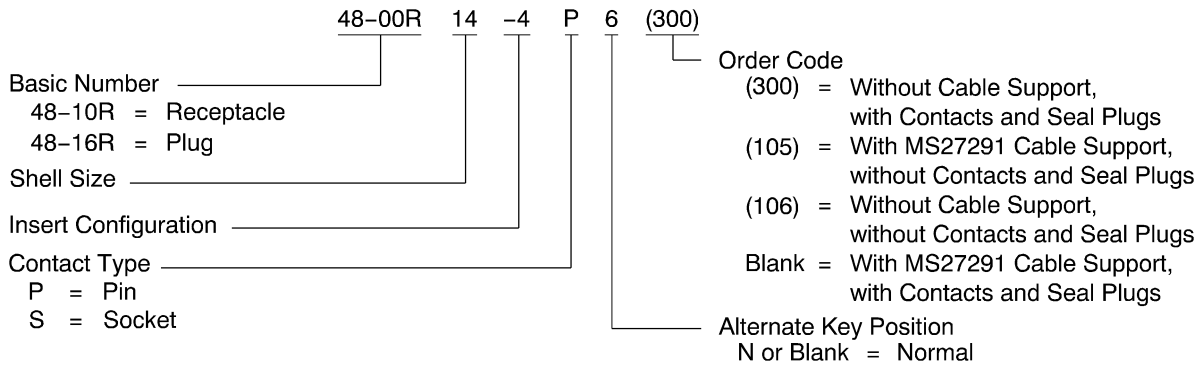 48–00R 14 –4 P 6 (300)
Basic Number
48–10R = Receptacle
48–16R = Plug
Shell Size
Insert Configuration
Contact Type
P = Pin
S = Socket
Order Code
(300) = Without Cable Support,
with Contacts and Seal Plugs
(105) = With MS27291 Cable Support,
without Contacts and Seal Plugs
(106) = Without Cable Support,
without Contacts and Seal Plugs
Blank = With MS27291 Cable Support,
with Contacts and Seal Plugs
Alternate Key Position
N or Blank = Normal